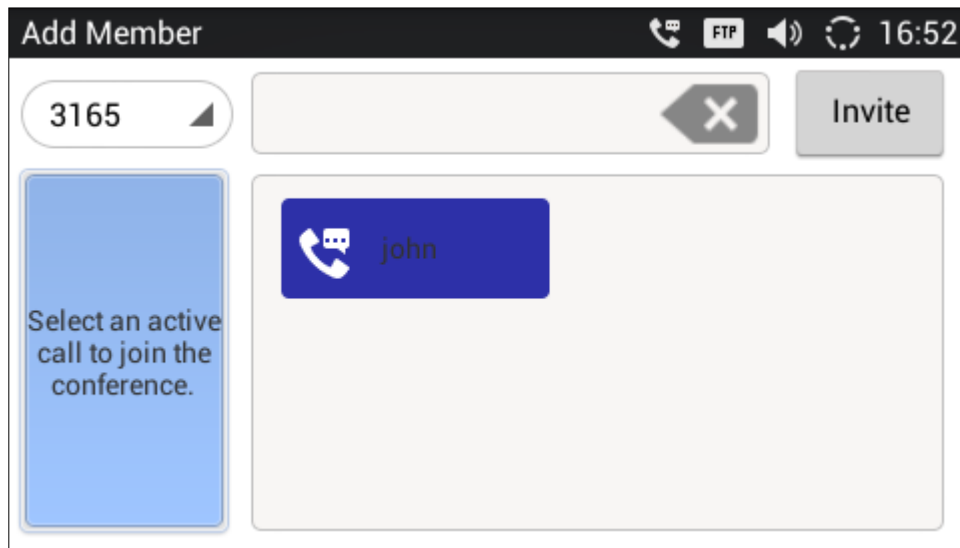 Add Member
FTP
16:52
3165
Invite
Select an active
call to join the
conference.
john